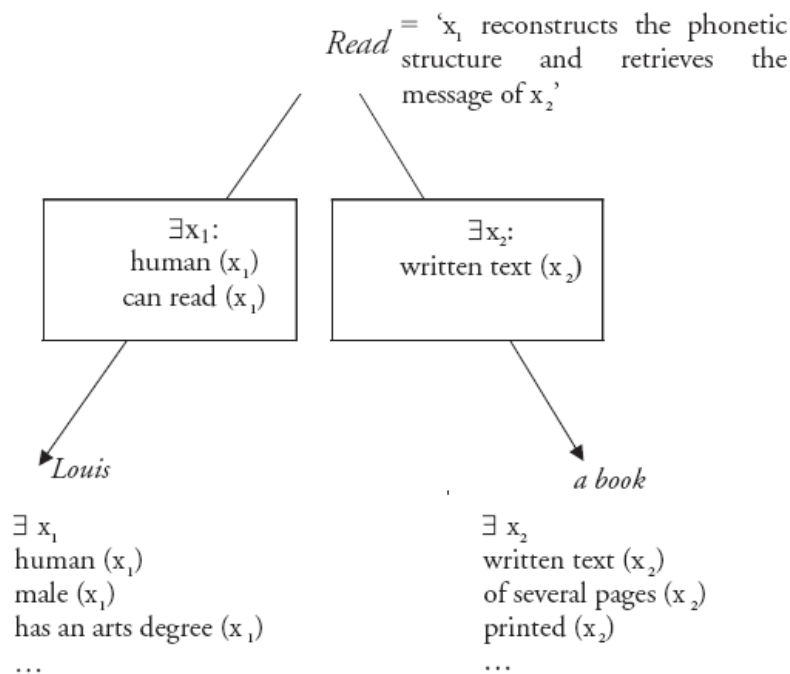 Read = ‘x₁ reconstructs the phonetic
structure and retrieves the
message of x₂’
∃x₁:
human (x₁)
can read (x₁)
∃x₂:
written text (x₂)
Louis
a book
∃ x₁
human (x₁)
male (x₁)
has an arts degree (x₁)
...
∃ x₂
written text (x₂)
of several pages (x₂)
printed (x₂)
...